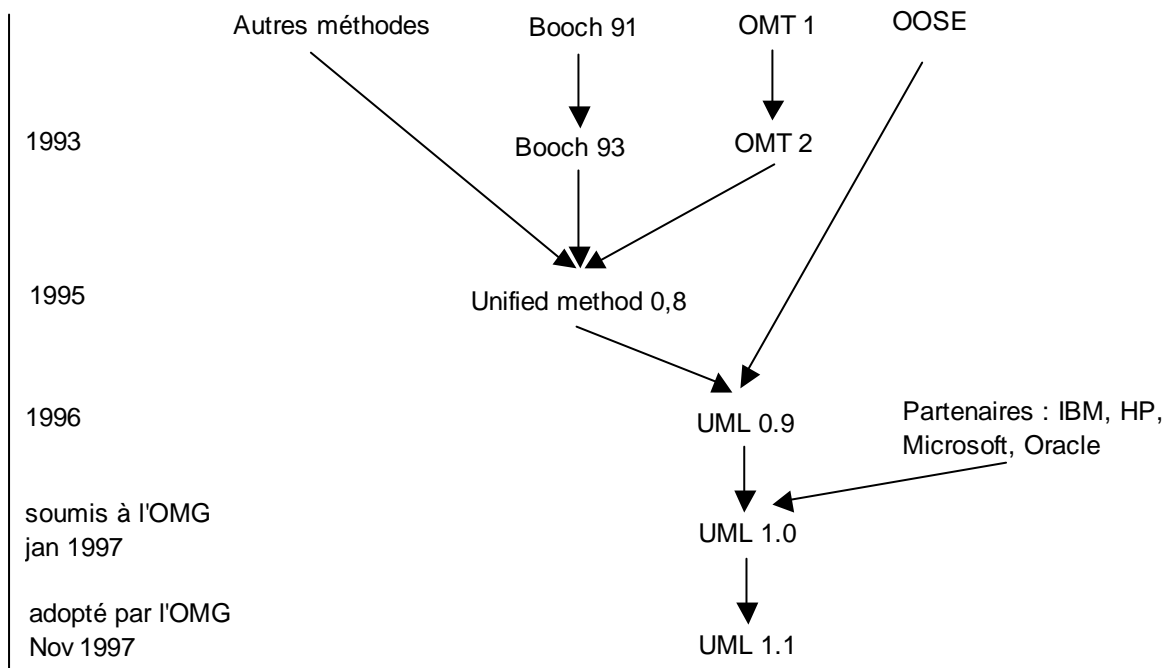 Autres méthodes
Booch 91
OMT 1
OOSE
1993
Booch 93
OMT 2
1995
Unified method 0,8
1996
UML 0.9
Partenaires : IBM, HP,
Microsoft, Oracle
soumis à l'OMG
jan 1997
UML 1.0
adopté par l'OMG
Nov 1997
UML 1.1